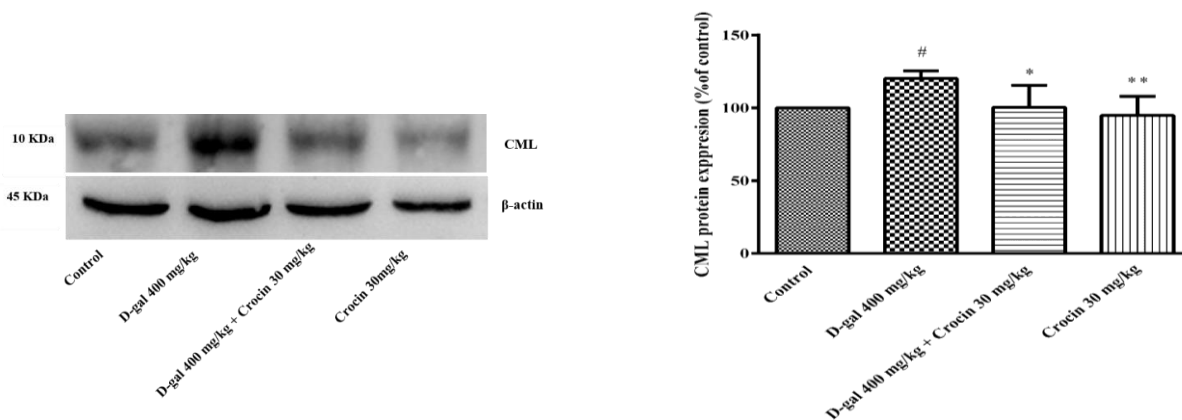 10 KDa
CML
45 KDa
β-actin
Control
D-gal 400 mg/kg
D-gal 400 mg/kg + Crocin 30 mg/kg
Crocin 30mg/kg
CML protein exppresion (%of control)
150
100
50
0
#
*
**
Control
D-gal 400 mg/kg
D-gal 400 mg/kg + Crocin 30 mg/kg
Crocin 30 mg/kg